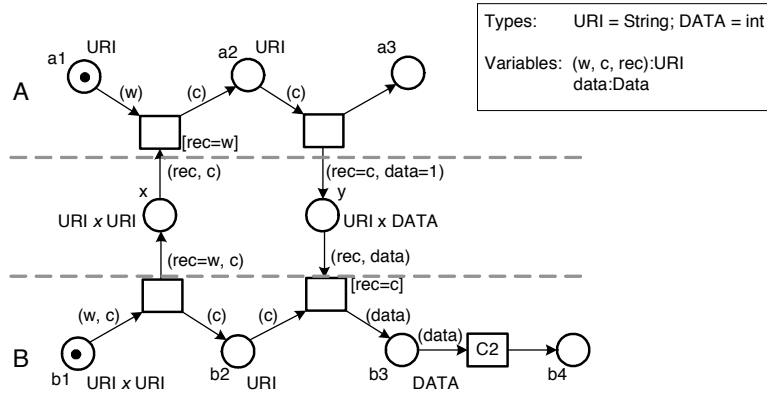 Types: URI = String; DATA = int
Variables: (w, c, rec):URI
data:Data
a1 URI
a2 URI
a3
A
(w)
(c)
(c)
[rec=w]
(rec, c)
(rec=c, data=1)
x
y
URI x URI
URI x DATA
(rec=w, c)
(rec, data)
[rec=c]
(w, c)
(c)
(c)
(data)
(data)
C2
B
b1
URI x URI
b2
URI
b3
DATA
b4